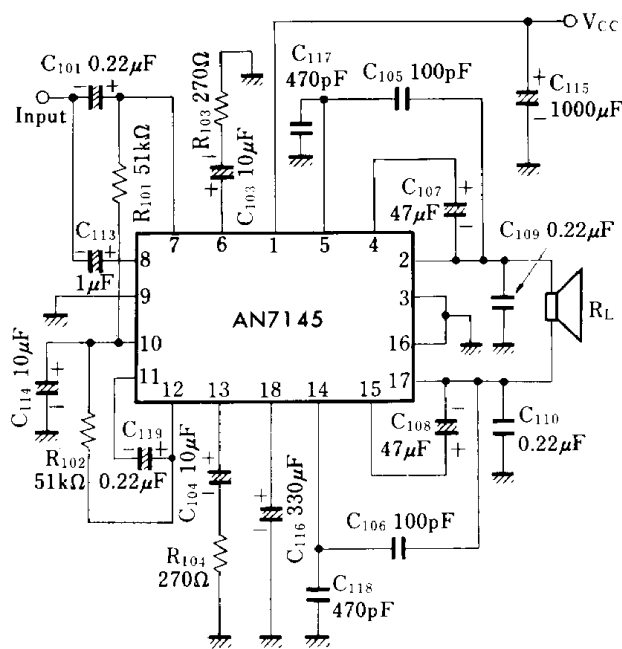 VCC
C101 0.22μF
Input
R101 51kΩ
R103 270Ω
C103 10μF
C117
470pF
C105 100pF
C115
1000μF
C107
47μF
C109 0.22μF
C113
1μF
7
6
1
5
4
8
9
10
11
12
13
18
14
15
2
3
16
17
AN7145
RL
C114 10μF
R102
51kΩ
C119
0.22μF
C104 10μF
R104
270Ω
C116 330μF
C108
47μF
C110
0.22μF
C106 100pF
C118
470pF